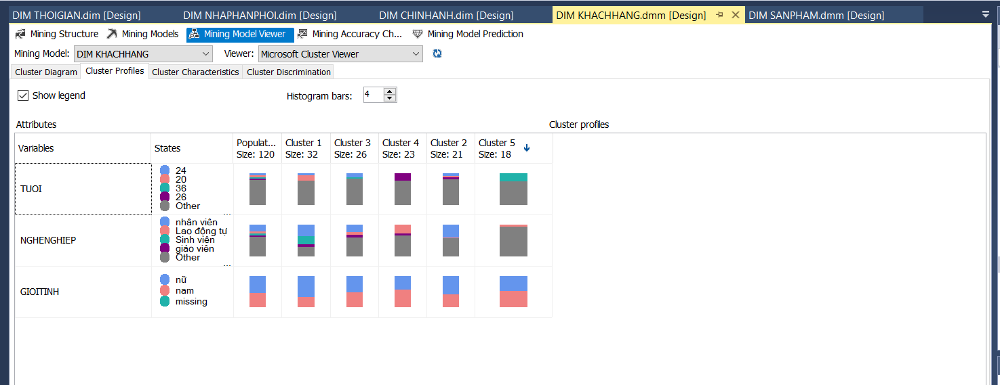 DIM THOIGIAN.dim [Design] DIM NHAPHANPHOI.dim [Design] DIM CHINHANH.dim [Design] DIM KHACHHANG.dmm [Design] DIM SANPHAM.dmm [Design]
Mining Structure Mining Models Mining Model Viewer Mining Accuracy Ch... Mining Model Prediction
Mining Model: DIM KHACHHANG Viewer: Microsoft Cluster Viewer
Cluster Diagram Cluster Profiles Cluster Characteristics Cluster Discrimination
Show legend Histogram bars: 4
Attributes Cluster profiles
Variables States Populat... Size: 120 Cluster 1 Size: 32 Cluster 3 Size: 26 Cluster 4 Size: 23 Cluster 2 Size: 21 Cluster 5 Size: 18
TUOI
24
20
36
26
Other
...
NGHENGHIEP
nhân viên
Lao động tự
Sinh viên
giáo viên
Other
...
GIOITINH
nữ
nam
missing